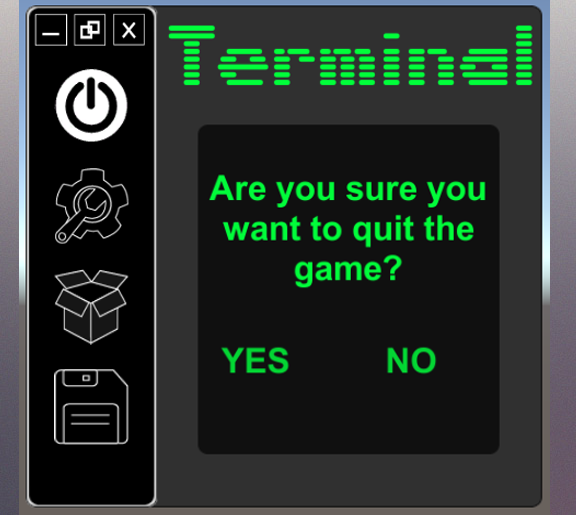 Terminal
Are you sure you
want to quit the
game?
YES NO